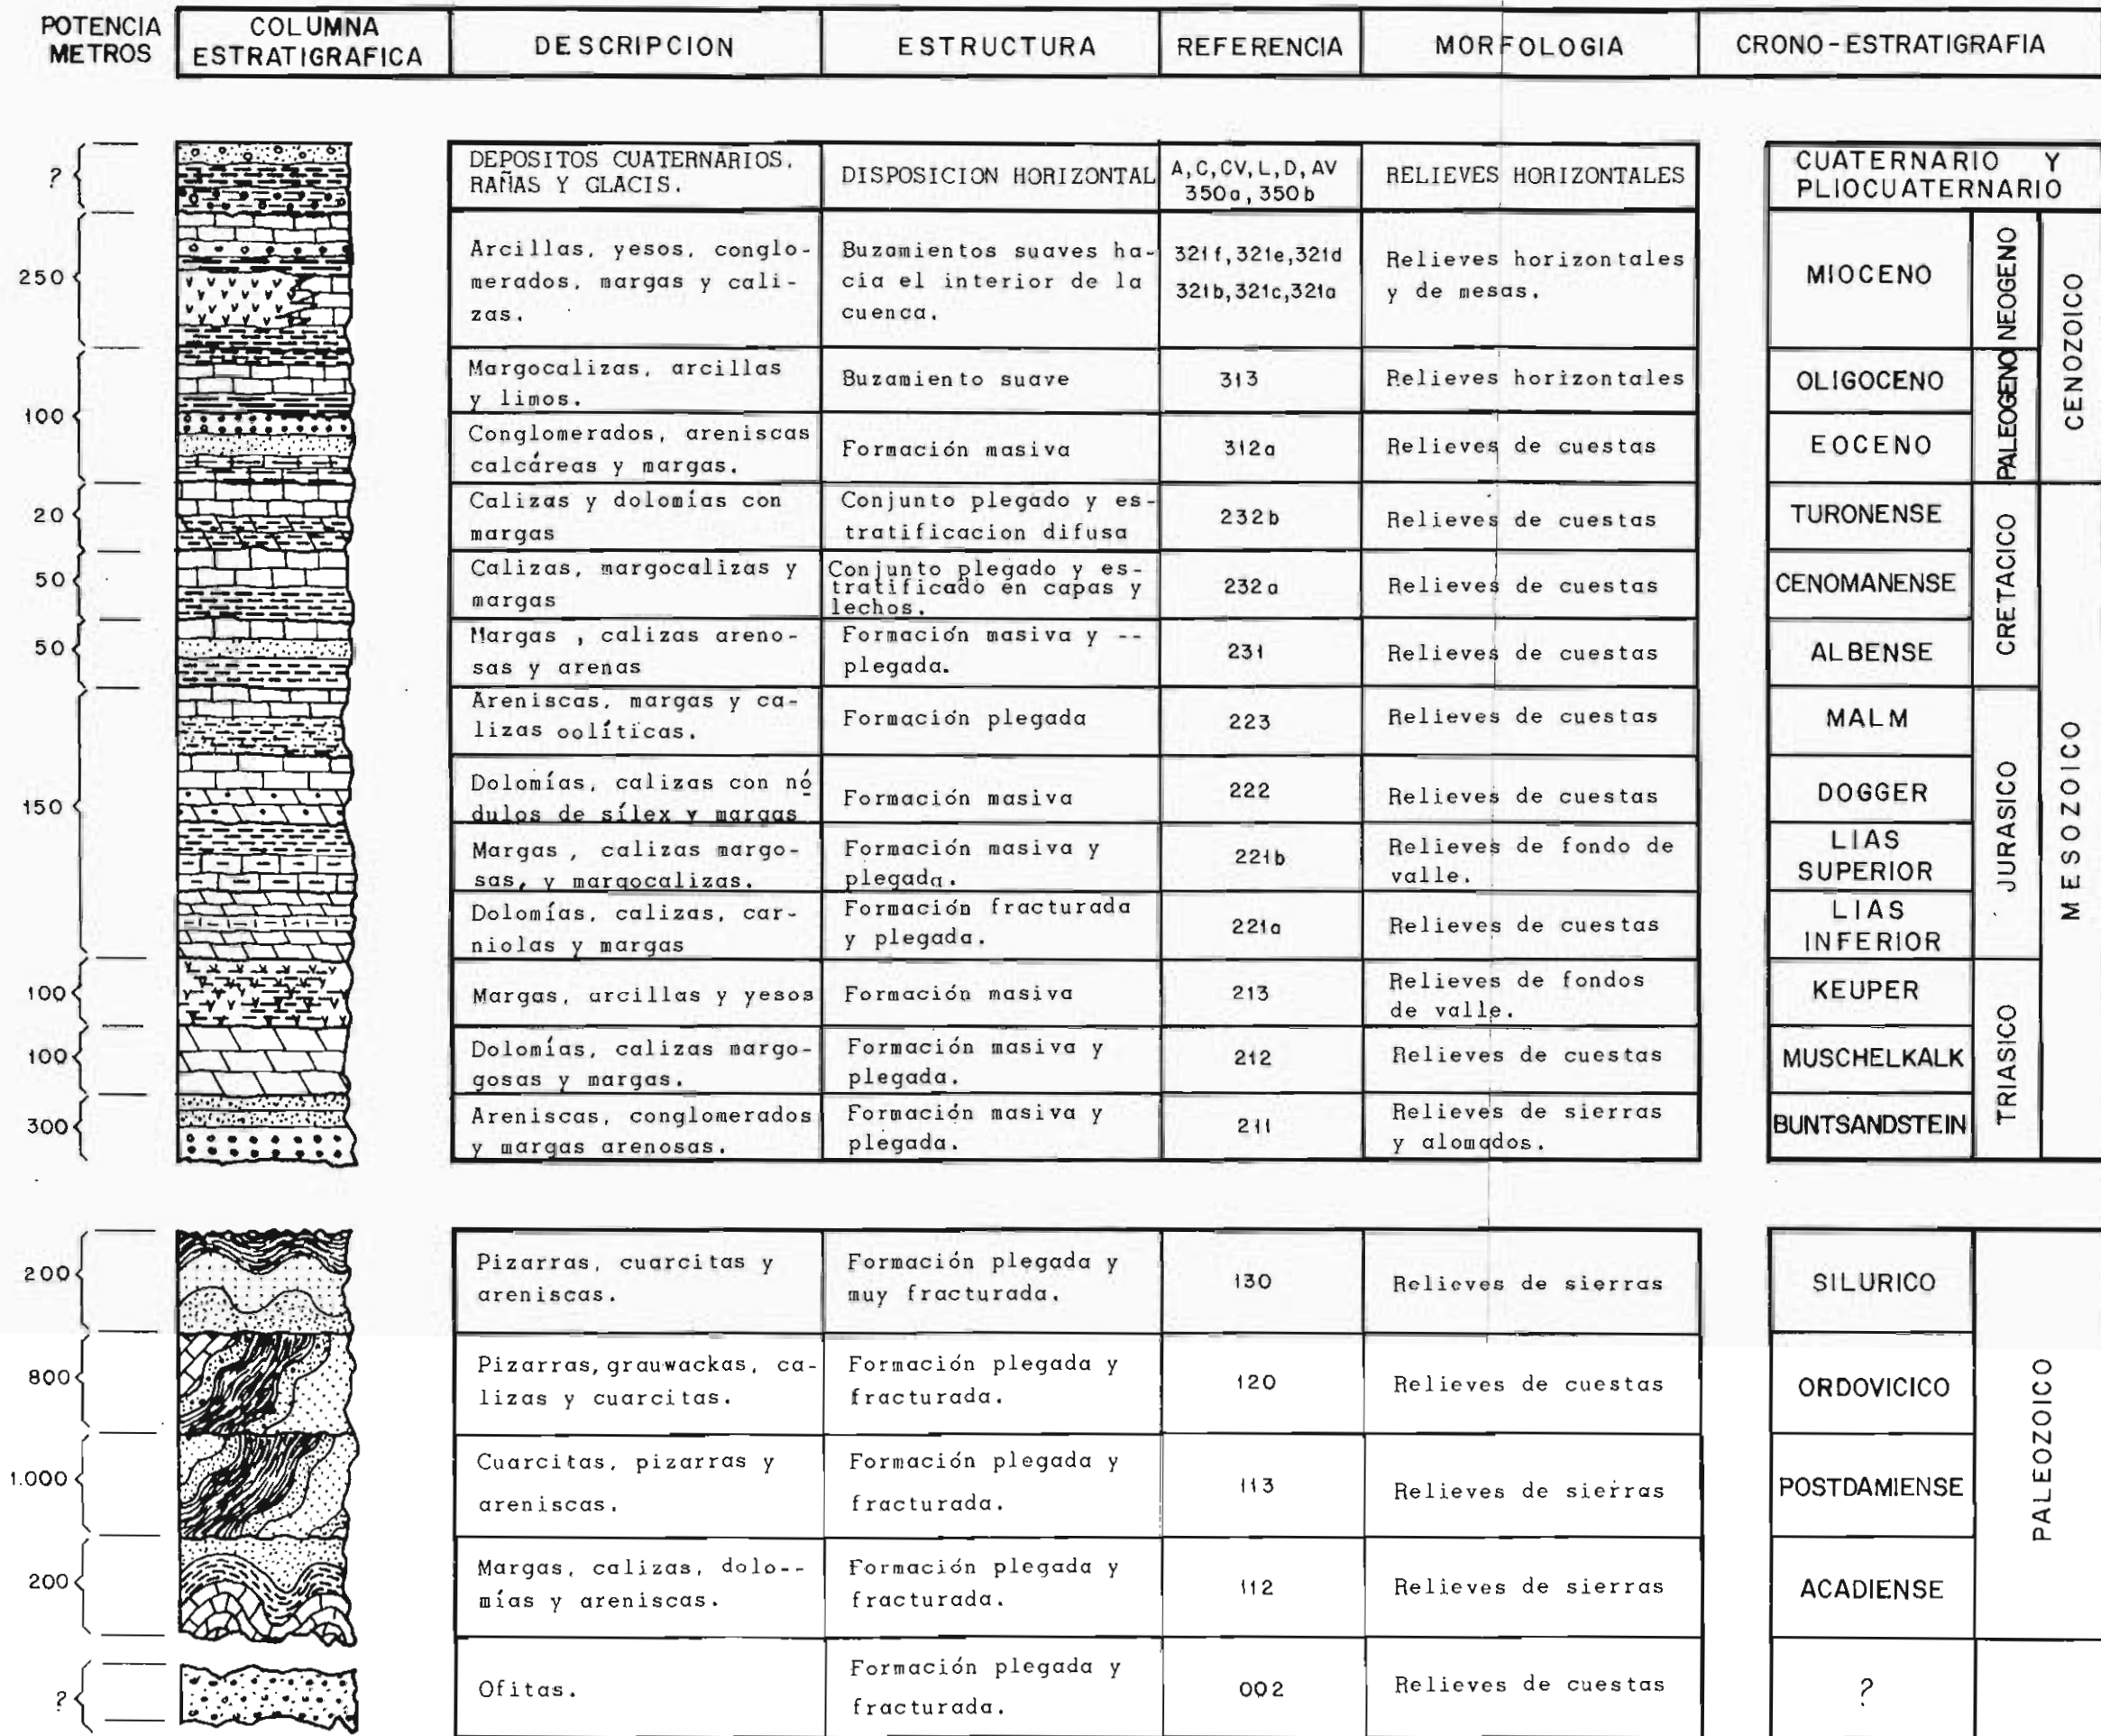 POTENCIA
METROS
COLUMNA
ESTRATIGRAFICA
DESCRIPCION
ESTRUCTURA
REFERENCIA
MORFOLOGIA
CRONO-ESTRATIGRAFIA
?
DEPOSITOS CUATERNARIOS.
RAÑAS Y GLACIS.
DISPOSICION HORIZONTAL
A,C,CV,L,D,AV
350a,350b
RELIEVES HORIZONTALES
CUATERNARIO Y
PLIOCUATERNARIO
250
Arcillas, yesos, conglo-
merados, margas y cali-
zas.
Buzamientos suaves ha-
cia el interior de la
cuenca.
321f,321e,321d
321b,321c,321a
Relieves horizontales
y de mesas.
MIOCENO
NEOGENO
CENOZOICO
100
Margocalizas, arcillas
y limos.
Buzamiento suave
313
Relieves horizontales
OLIGOCENO
PALEOGENO
Conglomerados, areniscas
calcáreas y margas.
Formación masiva
312a
Relieves de cuestas
EOCENO
20
Calizas y dolomías con
margas
Conjunto plegado y es-
tratificacion difusa
232b
Relieves de cuestas
TURONENSE
CRETACICO
MESOZOICO
50
Calizas, margocalizas y
margas
Conjunto plegado y es-
tratificado en capas y
lechos.
232a
Relieves de cuestas
CENOMANENSE
50
Margas , calizas areno-
sas y arenas
Formación masiva y --
plegada.
231
Relieves de cuestas
ALBENSE
150
Areniscas, margas y ca-
lizas oolíticas.
Formación plegada
223
Relieves de cuestas
MALM
JURASICO
Dolomías, calizas con nó
dulos de sílex y margas
Formación masiva
222
Relieves de cuestas
DOGGER
Margas , calizas margo-
sas, y margocalizas.
Formación masiva y
plegada.
221b
Relieves de fondo de
valle.
LIAS
SUPERIOR
Dolomías, calizas, car-
niolas y margas
Formación fracturada
y plegada.
221a
Relieves de cuestas
LIAS
INFERIOR
100
Margas, arcillas y yesos
Formación masiva
213
Relieves de fondos
de valle.
KEUPER
TRIASICO
100
Dolomías, calizas margo-
gosas y margas.
Formación masiva y
plegada.
212
Relieves de cuestas
MUSCHELKALK
300
Areniscas, conglomerados
y margas arenosas.
Formación masiva y
plegada.
211
Relieves de sierras
y alomados.
BUNTSANDSTEIN
200
Pizarras, cuarcitas y
areniscas.
Formación plegada y
muy fracturada.
130
Relieves de sierras
SILURICO
PALEOZOICO
800
Pizarras, grauwackas, ca-
lizas y cuarcitas.
Formación plegada y
fracturada.
120
Relieves de cuestas
ORDOVICICO
1.000
Cuarcitas, pizarras y
areniscas.
Formación plegada y
fracturada.
113
Relieves de sierras
POSTDAMIENSE
200
Margas, calizas, dolo--
mías y areniscas.
Formación plegada y
fracturada.
112
Relieves de sierras
ACADIENSE
?
Ofitas.
Formación plegada y
fracturada.
002
Relieves de cuestas
?